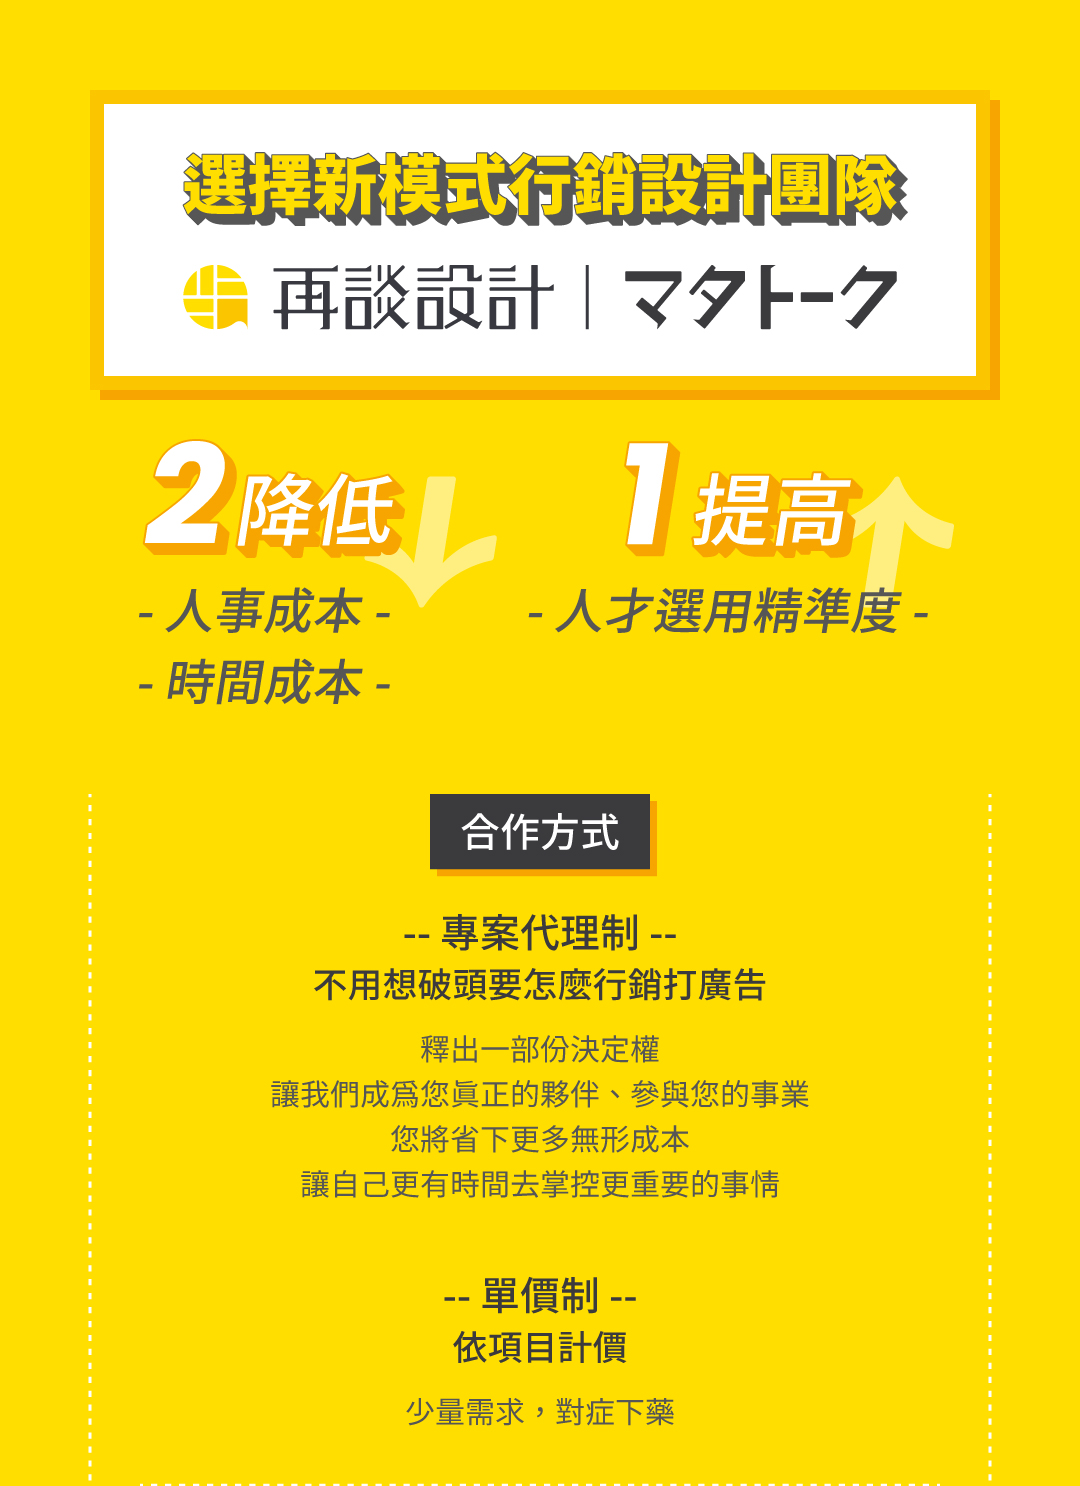 選擇新模式行銷設計團隊
再談設計｜マタトーク
2降低
- 人事成本 -
- 時間成本 -
1提高
- 人才選用精準度 -
合作方式
-- 專案代理制 --
不用想破頭要怎麼行銷打廣告
釋出一部份決定權
讓我們成為您真正的夥伴、參與您的事業
您將省下更多無形成本
讓自己更有時間去掌控更重要的事情
-- 單價制 --
依項目計價
少量需求，對症下藥